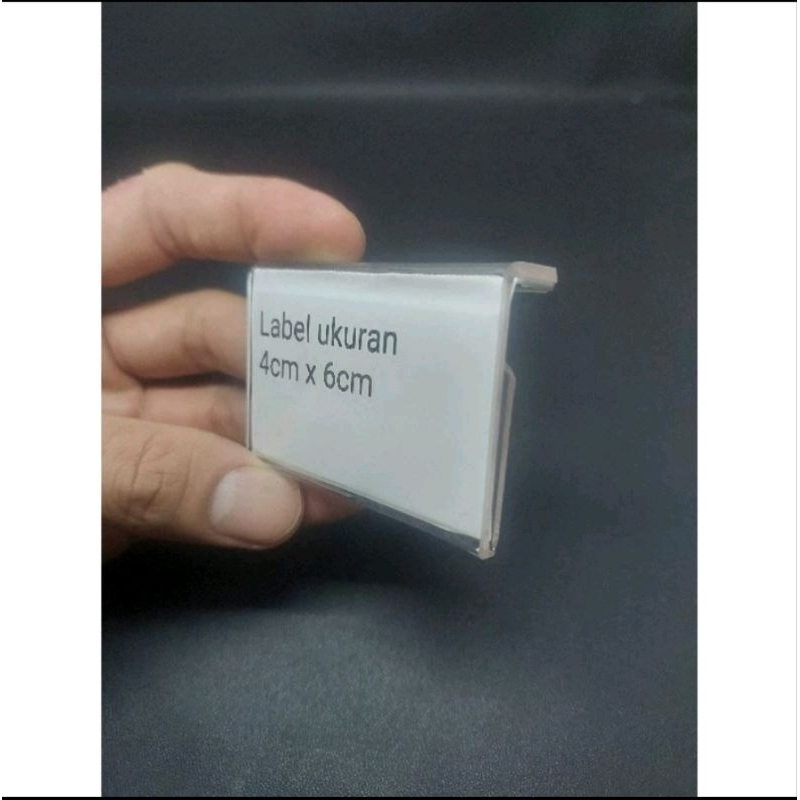 Label ukuran
4cm x 6cm